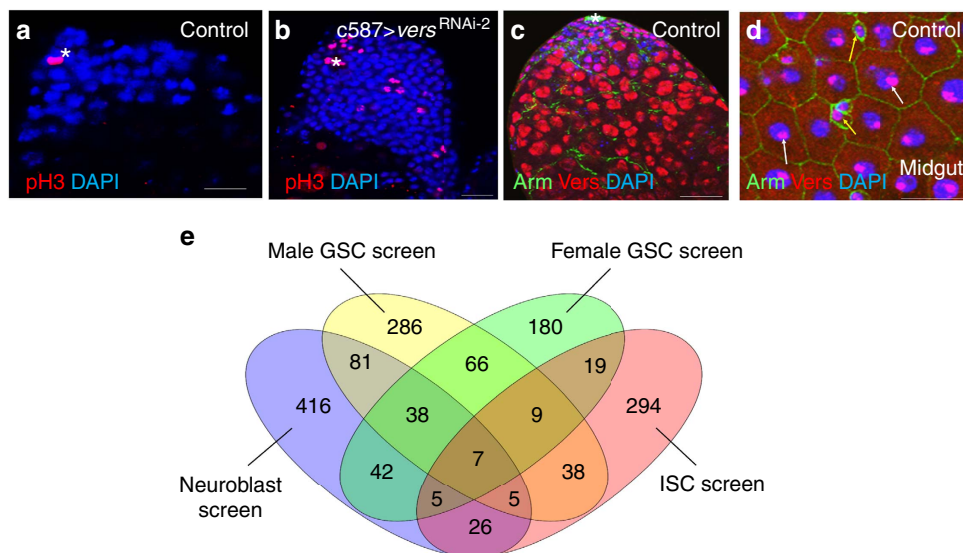 a
Control
*
pH3 DAPI
b
c587>vers RNAi-2
*
pH3 DAPI
c
Control
*
Arm Vers DAPI
d
Control
Midgut
Arm Vers DAPI
e
Male GSC screen
Female GSC screen
286
180
81
66
19
416
38
9
294
42
7
38
Neuroblast
screen
5
5
ISC screen
26